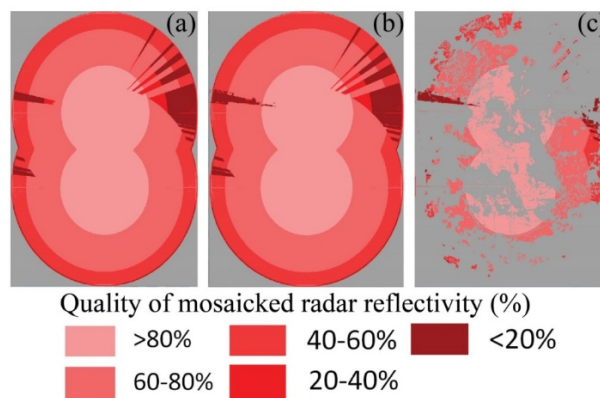 (a) (b) (c)
Quality of mosaicked radar reflectivity (%)
>80% 40-60% <20%
60-80% 20-40%